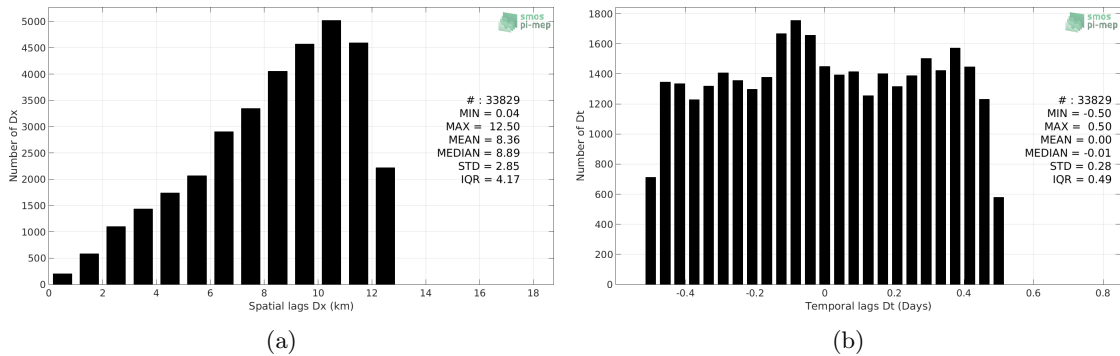 5000
4500
4000
3500
3000
2500
2000
1500
1000
500
0
Number of Dx
smos
pi-mep
# : 33829
MIN = 0.04
MAX = 12.50
MEAN = 8.36
MEDIAN = 8.89
STD = 2.85
IQR = 4.17
0 2 4 6 8 10 12 14 16 18
Spatial lags Dx (km)
(a)
1800
1600
1400
1200
1000
800
600
400
200
0
Number of Dt
smos
pi-mep
# : 33829
MIN = -0.50
MAX = 0.50
MEAN = 0.00
MEDIAN = -0.01
STD = 0.28
IQR = 0.49
-0.4 -0.2 0 0.2 0.4 0.6 0.8
Temporal lags Dt (Days)
(b)